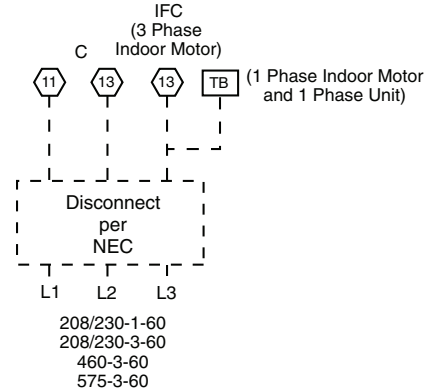 IFC
(3 Phase
Indoor Motor)
C
11 13 13 TB (1 Phase Indoor Motor
and 1 Phase Unit)
Disconnect
per
NEC
L1 L2 L3
208/230-1-60
208/230-3-60
460-3-60
575-3-60